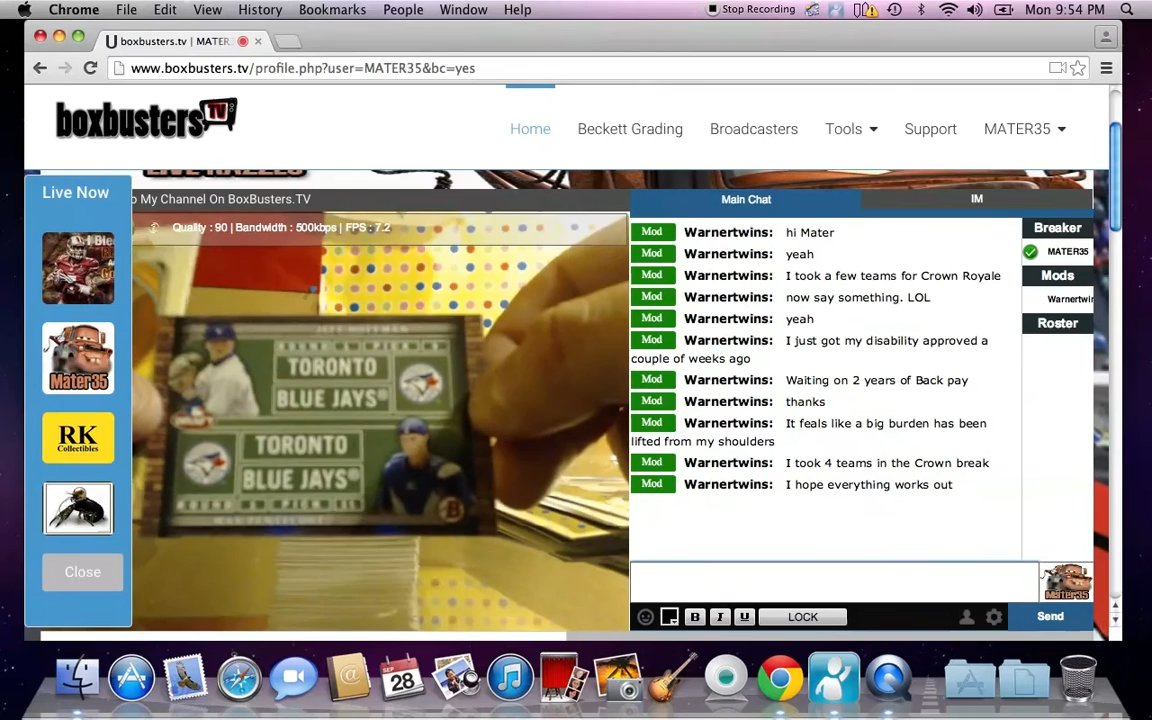 Chrome File Edit View History Bookmarks People Window Help Stop Recording Mon 9:54 PM
boxbusters.tv | MATER
www.boxbusters.tv/profile.php?user=MATER35&bc=yes
boxbusters TV
Home Beckett Grading Broadcasters Tools Support MATER35
Live Now
o My Channel On BoxBusters.TV
Main Chat IM
Quality : 90 | Bandwidth : 500kbps | FPS : 7.2
Mater35
RK
Collectibles
Close
TORONTO
BLUE JAYS
TORONTO
BLUE JAYS
Mod Warnertwins: hi Mater
Mod Warnertwins: yeah
Mod Warnertwins: I took a few teams for Crown Royale
Mod Warnertwins: now say something. LOL
Mod Warnertwins: yeah
Mod Warnertwins: I just got my disability approved a
couple of weeks ago
Mod Warnertwins: Waiting on 2 years of Back pay
Mod Warnertwins: thanks
Mod Warnertwins: It feals like a big burden has been
lifted from my shoulders
Mod Warnertwins: I took 4 teams in the Crown break
Mod Warnertwins: I hope everything works out
Breaker
MATER35
Mods
Warnertwin
Roster
Mater35
B I U LOCK Send
SEP
28